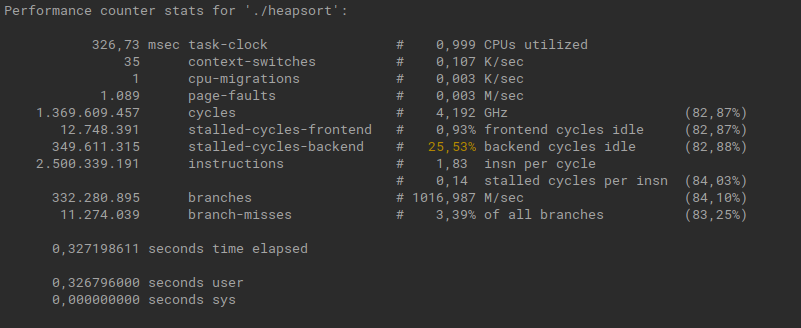 Performance counter stats for './heapsort':
326,73 msec task-clock # 0,999 CPUs utilized
35 context-switches # 0,107 K/sec
1 cpu-migrations # 0,003 K/sec
1.089 page-faults # 0,003 M/sec
1.369.609.457 cycles # 4,192 GHz (82,87%)
12.748.391 stalled-cycles-frontend # 0,93% frontend cycles idle (82,87%)
349.611.315 stalled-cycles-backend # 25,53% backend cycles idle (82,88%)
2.500.339.191 instructions # 1,83 insn per cycle
# 0,14 stalled cycles per insn (84,03%)
332.280.895 branches # 1016,987 M/sec (84,10%)
11.274.039 branch-misses # 3,39% of all branches (83,25%)
0,327198611 seconds time elapsed
0,326796000 seconds user
0,000000000 seconds sys